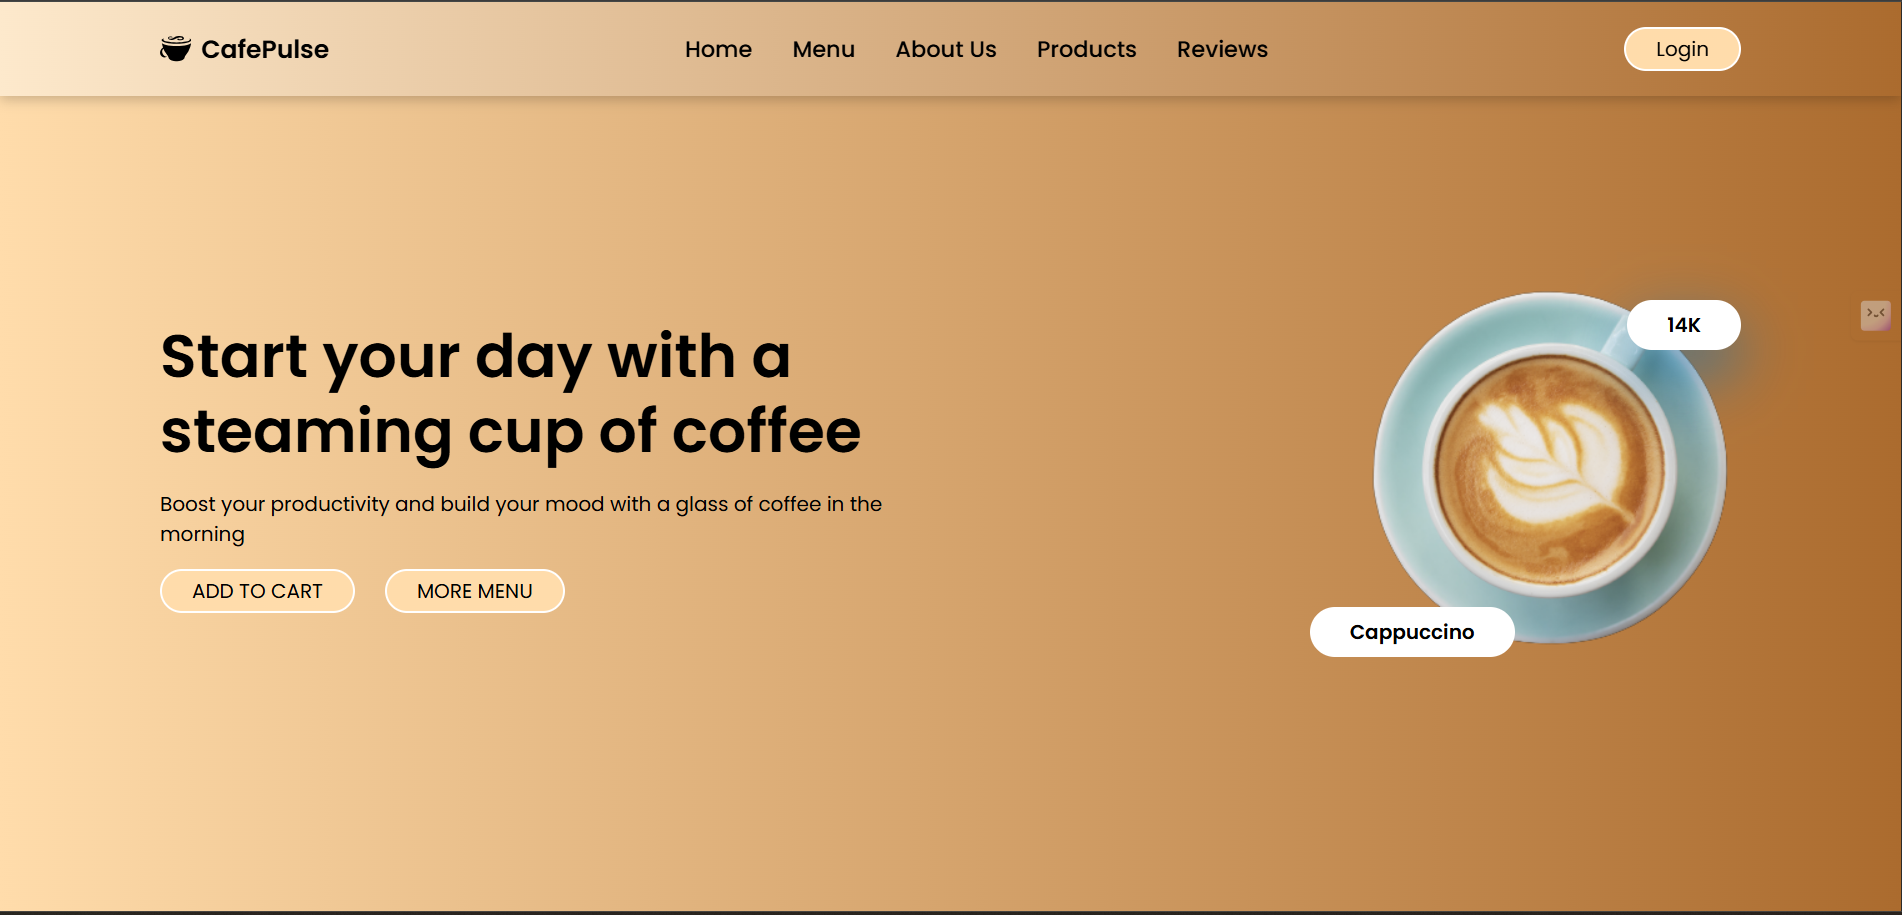 CafePulse
Home Menu About Us Products Reviews
Login
Start your day with a
steaming cup of coffee
Boost your productivity and build your mood with a glass of coffee in the
morning
ADD TO CART
MORE MENU
14K
Cappuccino